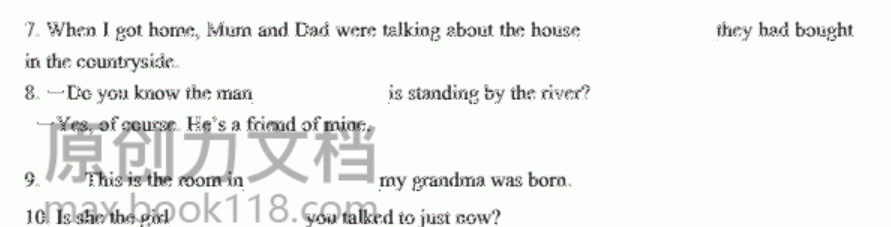 7. When I got home, Mum and Dad were talking about the house they had bought
in the countryside.
8. —Do you know the man is standing by the river?
—Yes, of course. He's a friend of mine.
原创力文档
9. This is the room in my grandma was born.
max.book118.com
10. Is she the girl you talked to just now?